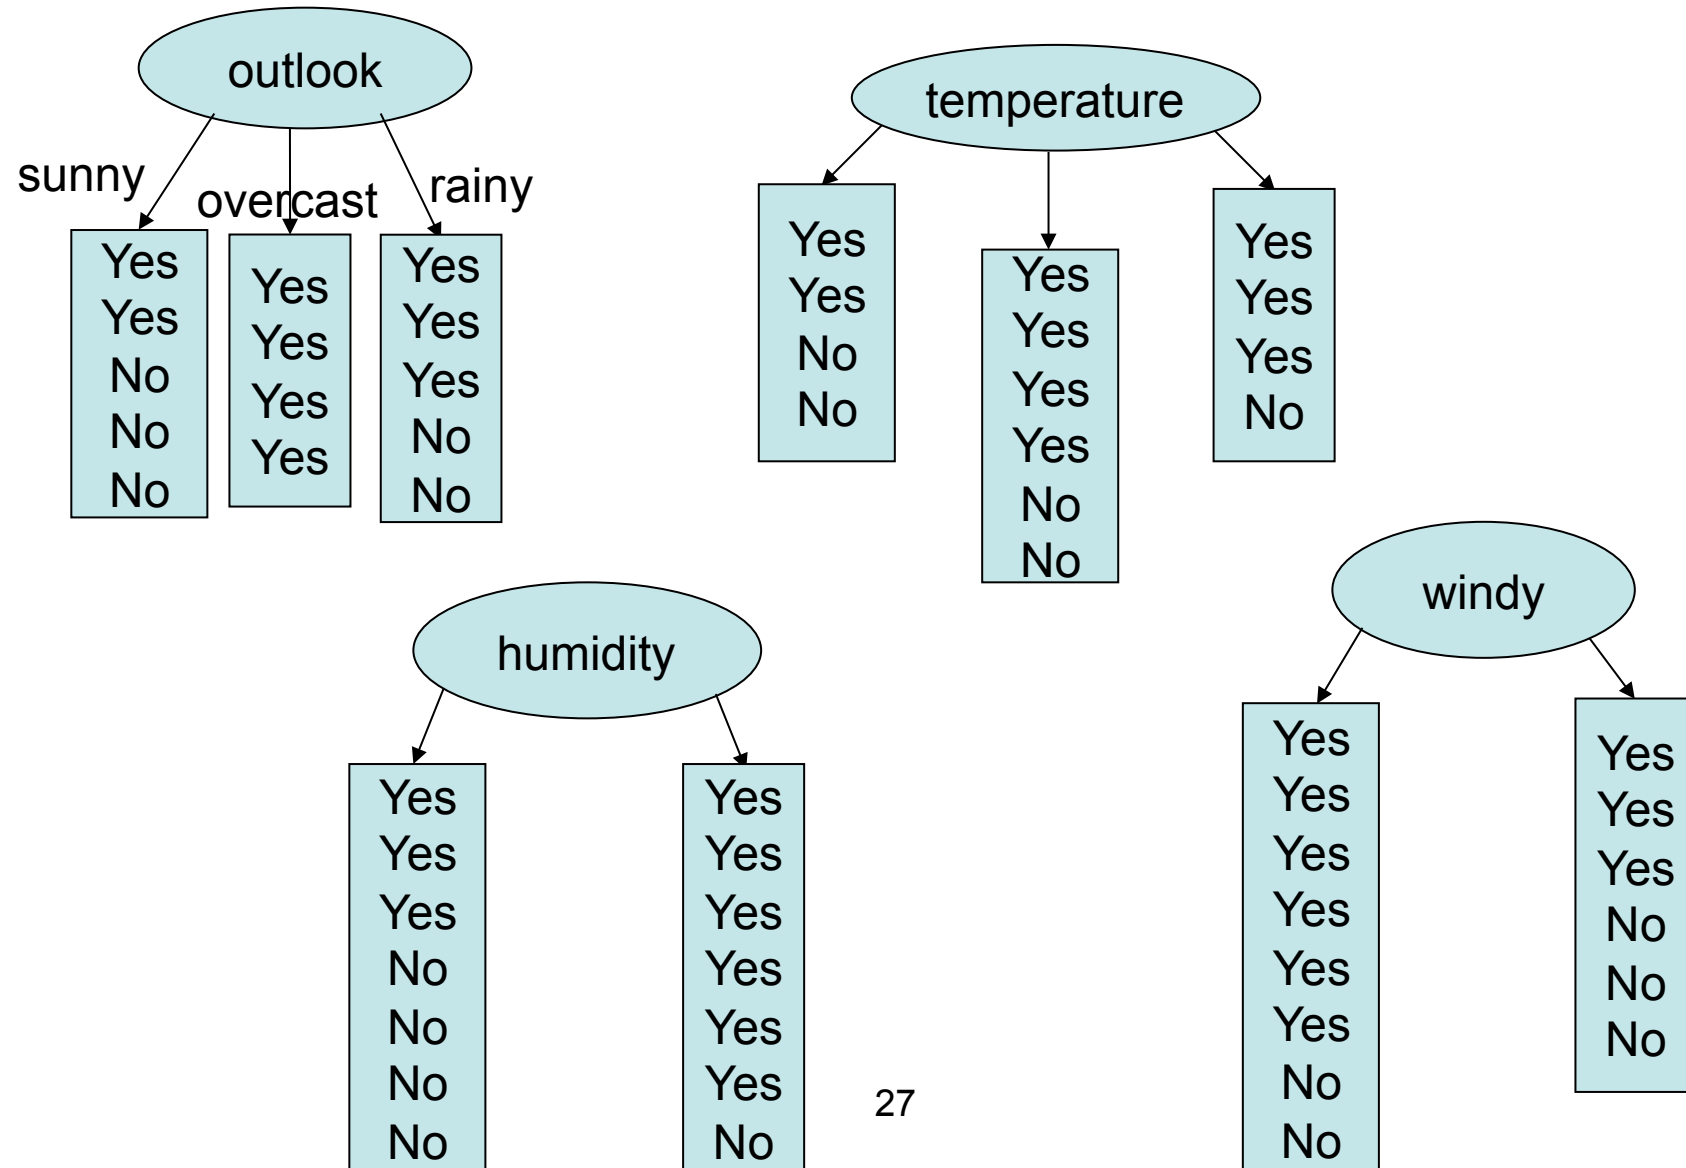 outlook
sunny
overcast
rainy
Yes
Yes
No
No
No
Yes
Yes
Yes
Yes
Yes
Yes
Yes
No
No
temperature
Yes
Yes
No
No
Yes
Yes
Yes
Yes
No
No
Yes
Yes
Yes
No
humidity
Yes
Yes
Yes
No
No
No
No
Yes
Yes
Yes
Yes
Yes
Yes
No
windy
Yes
Yes
Yes
Yes
Yes
Yes
No
No
Yes
Yes
Yes
No
No
No
27